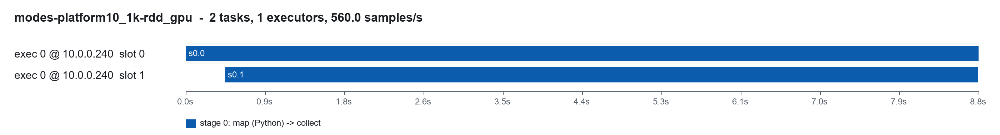 modes-platform10_1k-rdd_gpu - 2 tasks, 1 executors, 560.0 samples/s
exec 0 @ 10.0.0.240 slot 0
s0.0
exec 0 @ 10.0.0.240 slot 1
s0.1
0.0s 0.9s 1.8s 2.6s 3.5s 4.4s 5.3s 6.1s 7.0s 7.9s 8.8s
stage 0: map (Python) -> collect